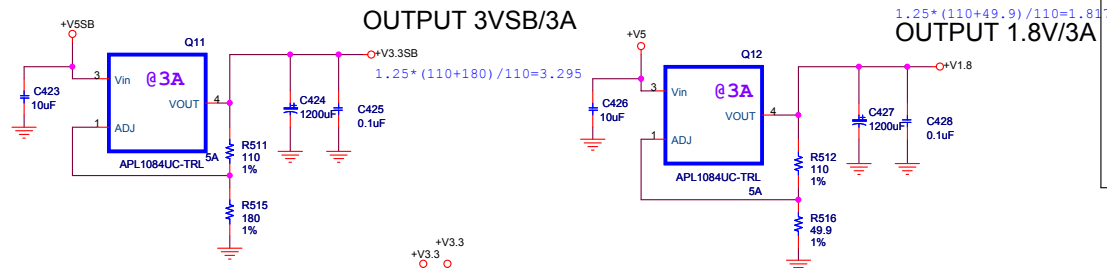 OUTPUT 3VSB/3A
1.25*(110+180)/110=3.295
+V5SB
Q11
+V3.3SB
3
Vin
@3A
VOUT
4
1
ADJ
APL1084UC-TRL
5A
C423
10uF
C424
1200uF
C425
0.1uF
R511
110
1%
R515
180
1%
+V3.3
+V3.3
1.25*(110+49.9)/110=1.817
OUTPUT 1.8V/3A
+V5
Q12
+V1.8
3
Vin
@3A
VOUT
4
1
ADJ
APL1084UC-TRL
5A
C426
10uF
C427
1200uF
C428
0.1uF
R512
110
1%
R516
49.9
1%